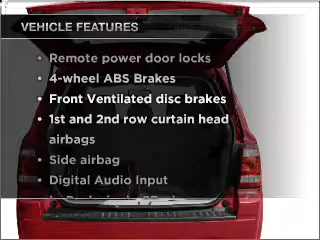 VEHICLE FEATURES
• Remote power door locks
• 4-wheel ABS Brakes
• Front Ventilated disc brakes
• 1st and 2nd row curtain head
airbags
• Side airbag
• Digital Audio Input